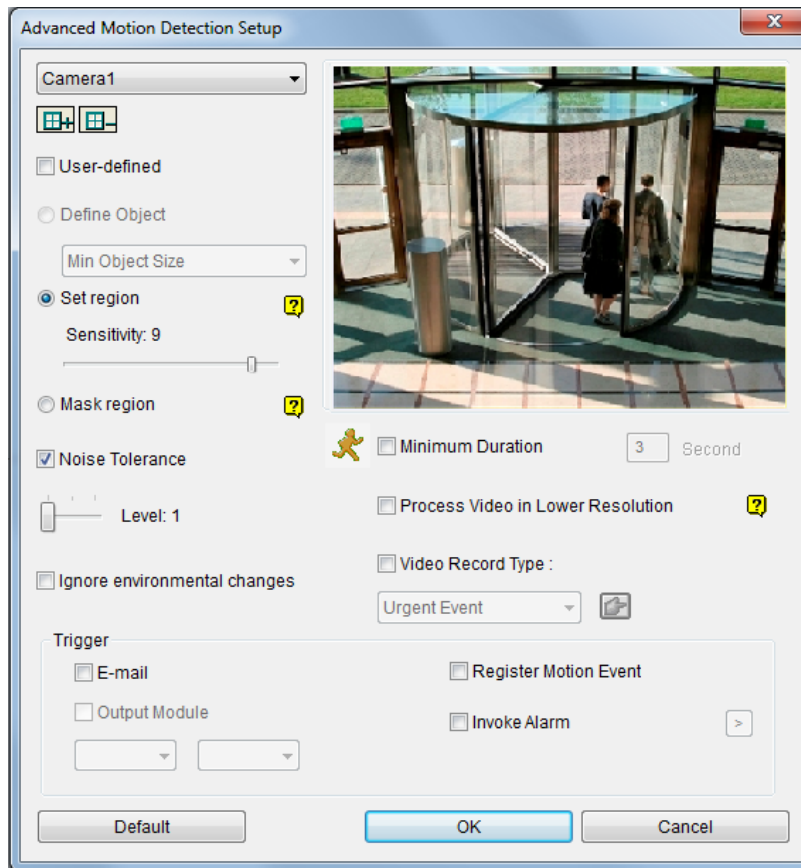 Advanced Motion Detection Setup
Camera1
User-defined
Define Object
Min Object Size
Set region
Sensitivity: 9
Mask region
Noise Tolerance
Level: 1
Ignore environmental changes
Minimum Duration
3 Second
Process Video in Lower Resolution
Video Record Type :
Urgent Event
Trigger
E-mail
Output Module
Register Motion Event
Invoke Alarm
>
Default
OK
Cancel